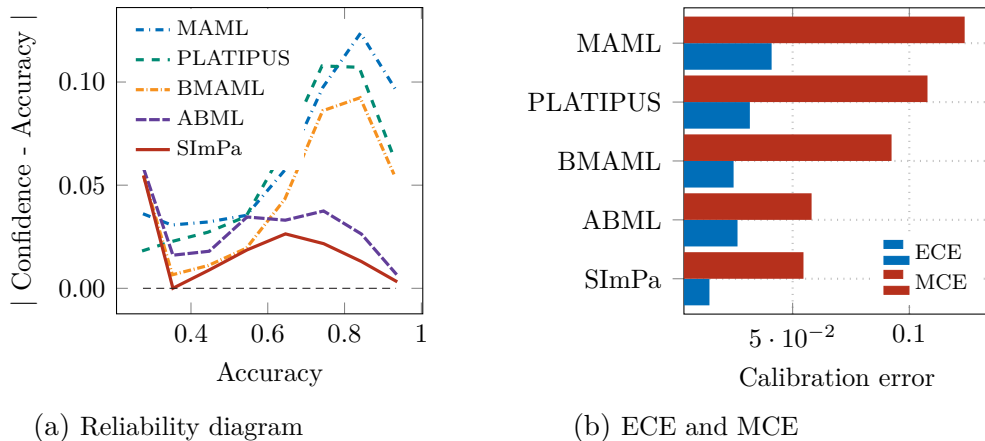 | Confidence - Accuracy |
0.10
0.05
0.00
MAML
PLATIPUS
BMAML
ABML
SImPa
0.4
0.6
0.8
1
Accuracy
(a) Reliability diagram
MAML
PLATIPUS
BMAML
ABML
SImPa
ECE
MCE
5 · 10⁻²
0.1
Calibration error
(b) ECE and MCE